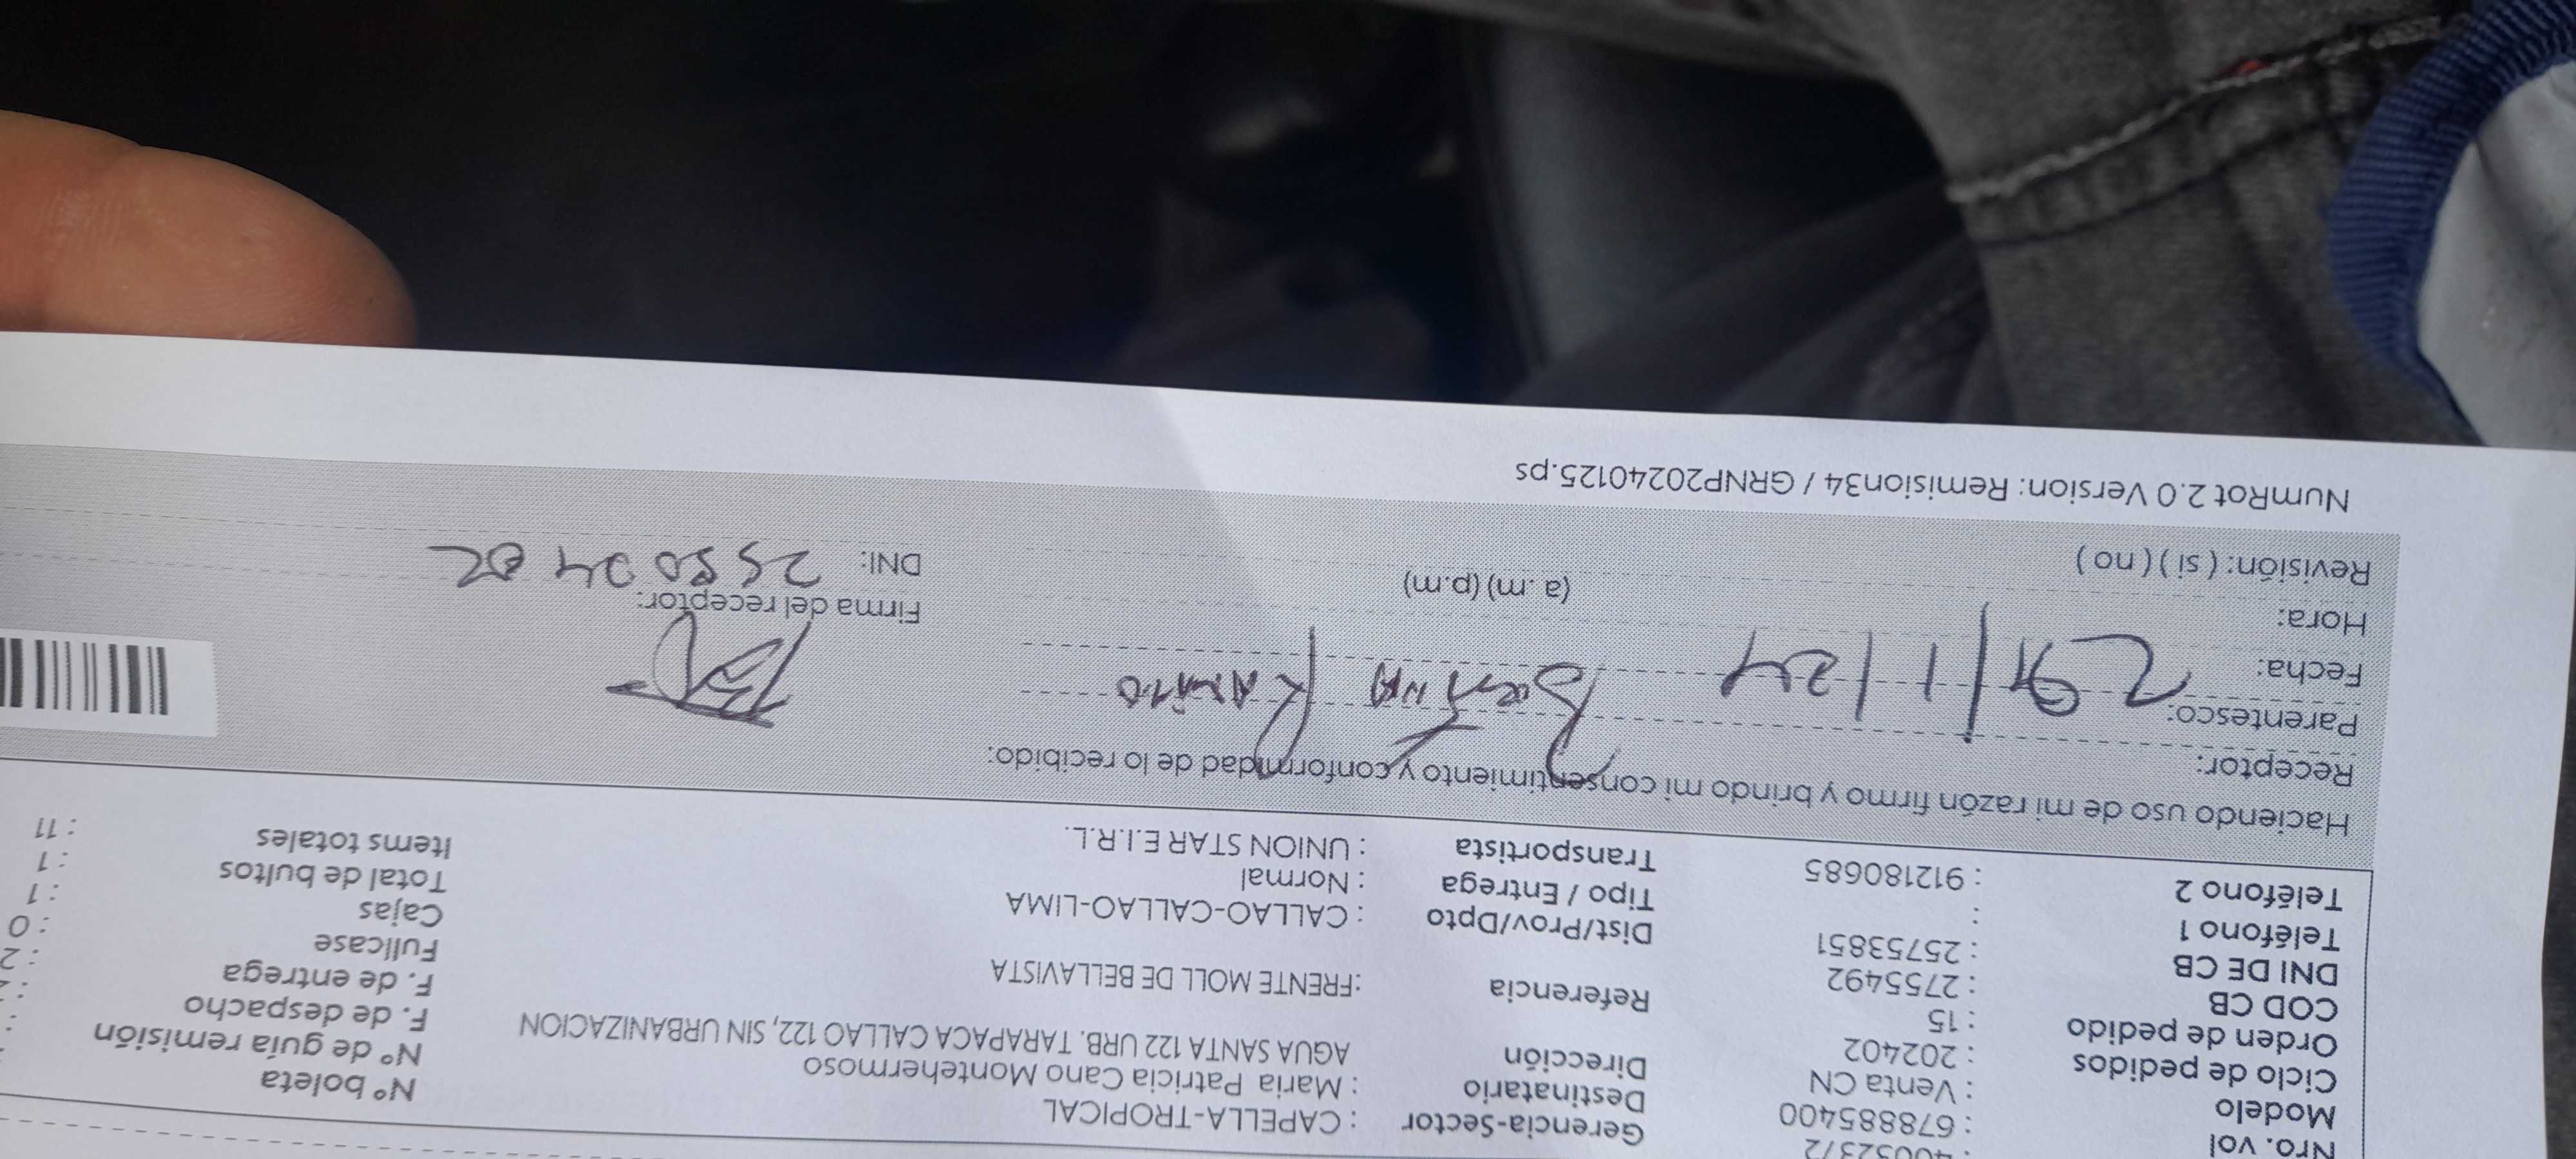 Nro. vol : 678885400 Gerencia-Sector : CAPELLA-TROPICAL Nº boleta
Modelo : Venta CN Destinatario : Maria Patricia Cano Montehermoso Nº de guía remisión
Ciclo de pedidos : 202402 Dirección AGUA SANTA 122 URB. TARAPACA CALLAO 122, SIN URBANIZACION F. de despacho
Orden de pedido : 15 F. de entrega : 2
COD CB : 2755492 Referencia :FRENTE MOLL DE BELLAVISTA Fullcase : 0
DNI DE CB : 25753851 Dist/Prov/Dpto : CALLAO-CALLAO-LIMA Cajas : 1
Teléfono 1 : Tipo / Entrega : Normal Total de bultos : 1
Teléfono 2 : 912180685 Transportista : UNION STAR E.I.R.L. Items totales : 11
Haciendo uso de mi razón firmo y brindo mi consentimiento y conformidad de lo recibido:
Receptor:
Parentesco:
Fecha: 29/1/24
Hora: (a .m) (p.m) Firma del receptor:
Revisión: ( si ) ( no ) DNI:
NumRot 2.0 Version: Remision34 / GRNP20240125.ps